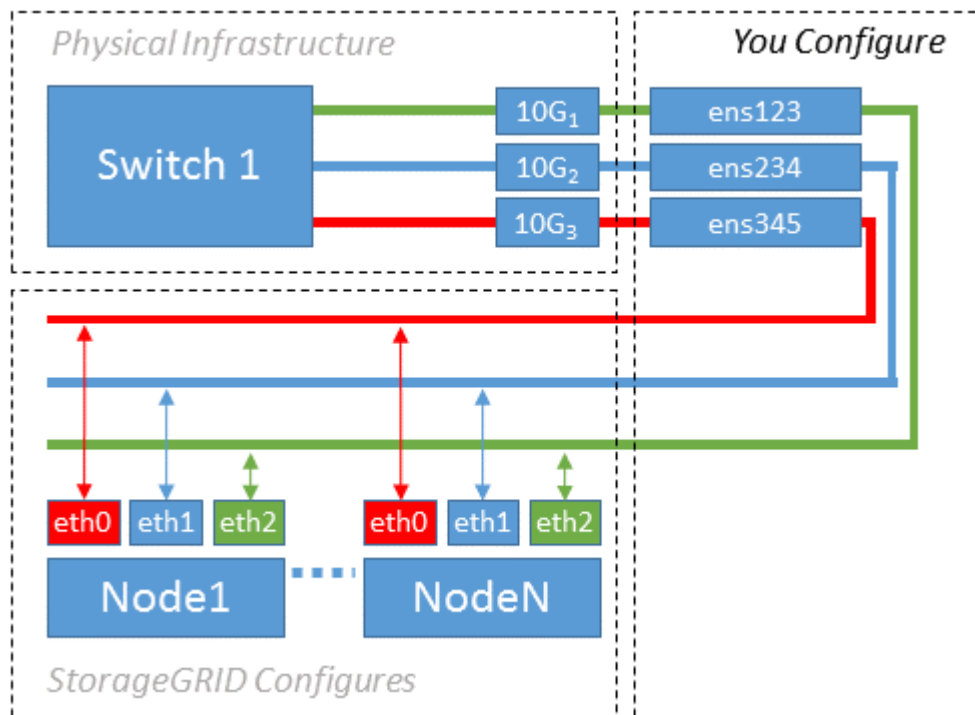 Physical Infrastructure
You Configure
Switch 1
10G₁
ens123
10G₂
ens234
10G₃
ens345
eth0 eth1 eth2
eth0 eth1 eth2
Node1
NodeN
StorageGRID Configures